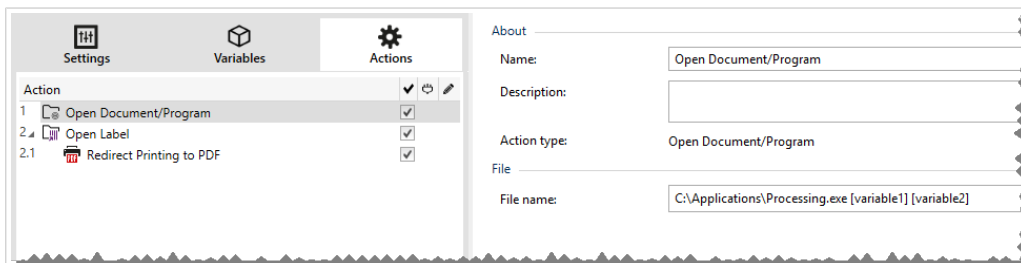 Settings
Variables
Actions
Action
1 Open Document/Program
2 Open Label
2.1 Redirect Printing to PDF
About
Name: Open Document/Program
Description:
Action type: Open Document/Program
File
File name: C:\Applications\Processing.exe [variable1] [variable2]